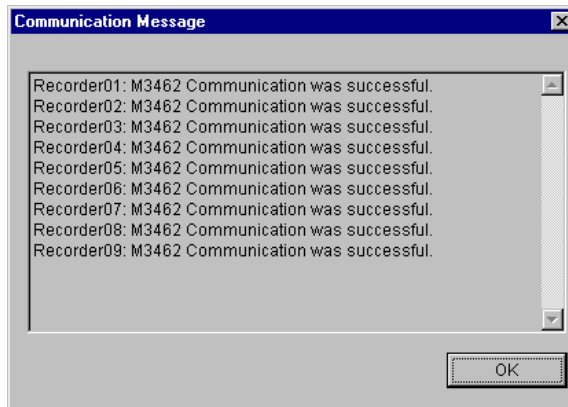 Communication Message
Recorder01: M3462 Communication was successful.
Recorder02: M3462 Communication was successful.
Recorder03: M3462 Communication was successful.
Recorder04: M3462 Communication was successful.
Recorder05: M3462 Communication was successful.
Recorder06: M3462 Communication was successful.
Recorder07: M3462 Communication was successful.
Recorder08: M3462 Communication was successful.
Recorder09: M3462 Communication was successful.
OK